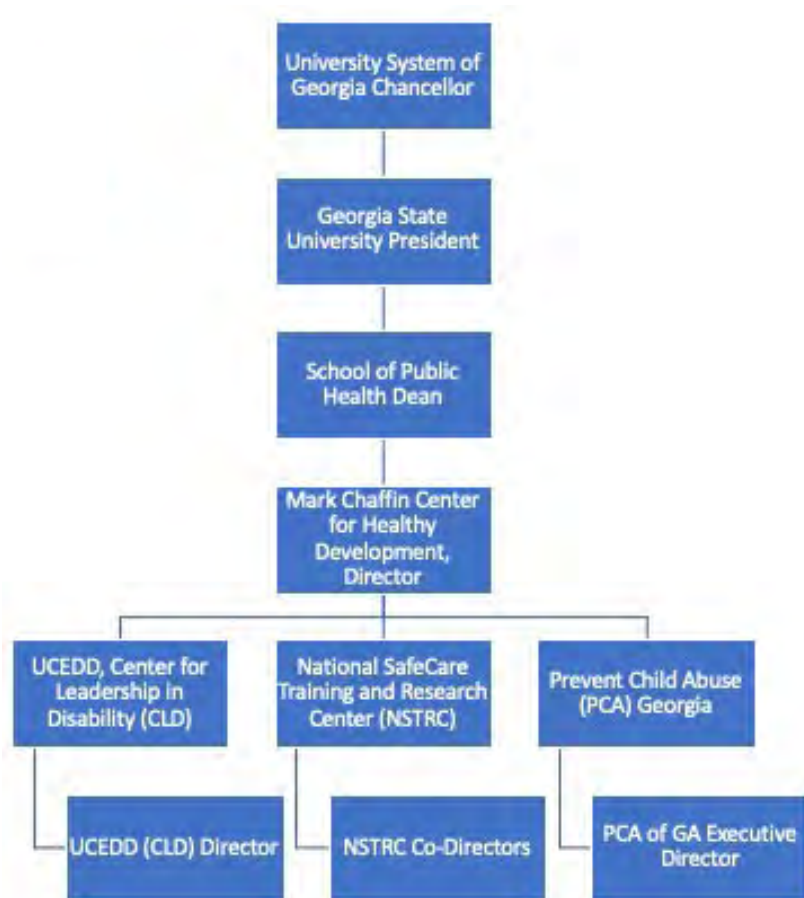 University System of
Georgia Chancellor
Georgia State
University President
School of Public
Health Dean
Mark Chaffin Center
for Healthy
Development,
Director
UCEDD, Center for
Leadership in
Disability (CLD)
National SafeCare
Training and Research
Center (NSTRC)
Prevent Child Abuse
(PCA) Georgia
UCEDD (CLD) Director
NSTRC Co-Directors
PCA of GA Executive
Director